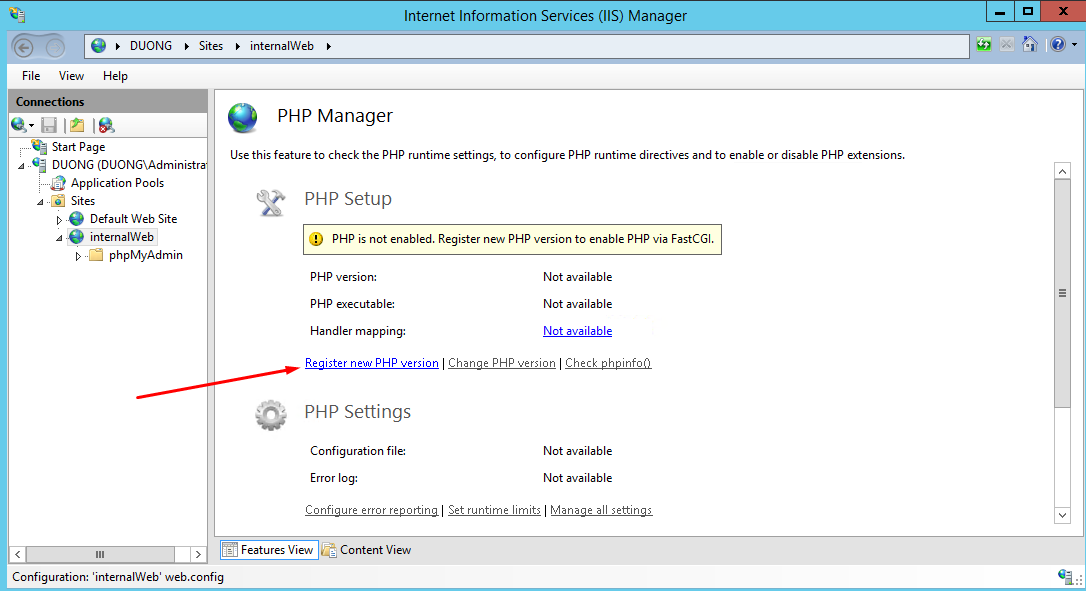 Internet Information Services (IIS) Manager
DUONG Sites internalWeb
File View Help
Connections
Start Page
DUONG (DUONG\Administra
Application Pools
Sites
Default Web Site
internalWeb
phpMyAdmin
PHP Manager
Use this feature to check the PHP runtime settings, to configure PHP runtime directives and to enable or disable PHP extensions.
PHP Setup
PHP is not enabled. Register new PHP version to enable PHP via FastCGI.
PHP version: Not available
PHP executable: Not available
Handler mapping: Not available
Register new PHP version | Change PHP version | Check phpinfo()
PHP Settings
Configuration file: Not available
Error log: Not available
Configure error reporting | Set runtime limits | Manage all settings
Features View Content View
Configuration: 'internalWeb' web.config